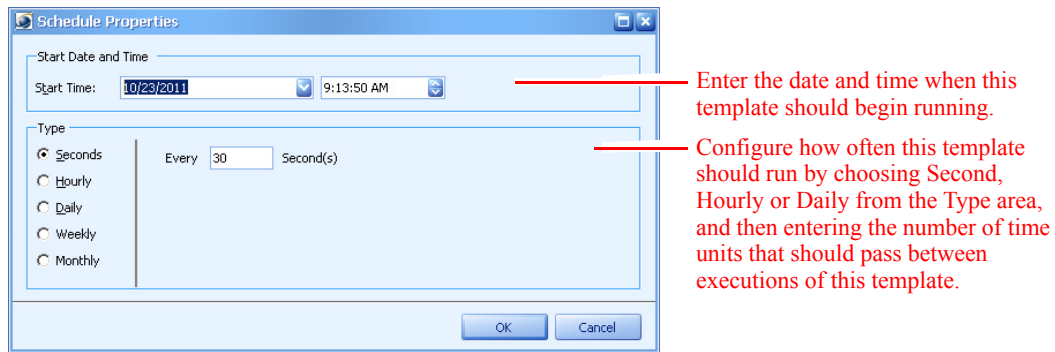 Schedule Properties
Start Date and Time
Start Time: 10/23/2011 9:13:50 AM
Enter the date and time when this
template should begin running.
Type
Seconds Every 30 Second(s)
Hourly
Daily
Weekly
Monthly
Configure how often this template
should run by choosing Second,
Hourly or Daily from the Type area,
and then entering the number of time
units that should pass between
executions of this template.
OK Cancel